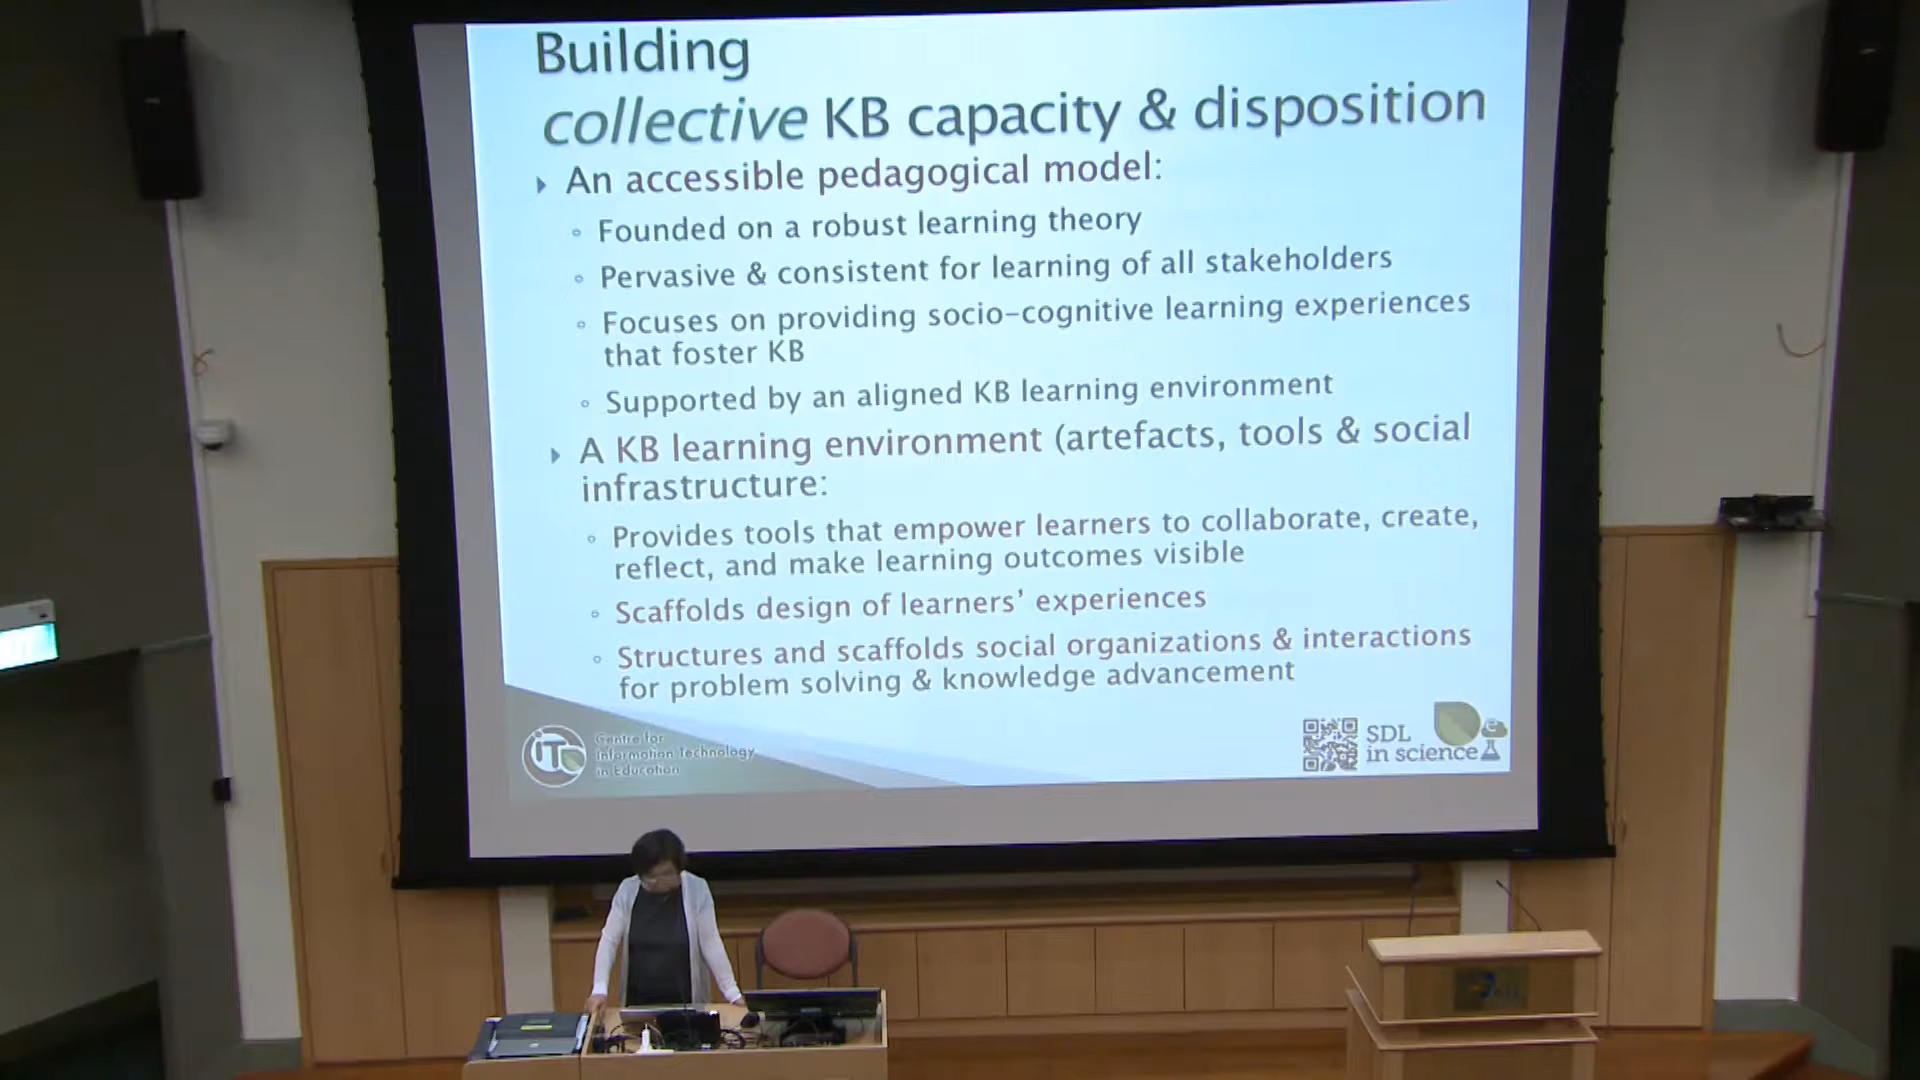 Building
collective KB capacity & disposition
An accessible pedagogical model:
Founded on a robust learning theory
Pervasive & consistent for learning of all stakeholders
Focuses on providing socio-cognitive learning experiences
that foster KB
Supported by an aligned KB learning environment
A KB learning environment (artefacts, tools & social
infrastructure:
Provides tools that empower learners to collaborate, create,
reflect, and make learning outcomes visible
Scaffolds design of learners’ experiences
Structures and scaffolds social organizations & interactions
for problem solving & knowledge advancement
Centre for
Information Technology
in Education
SDL
in science